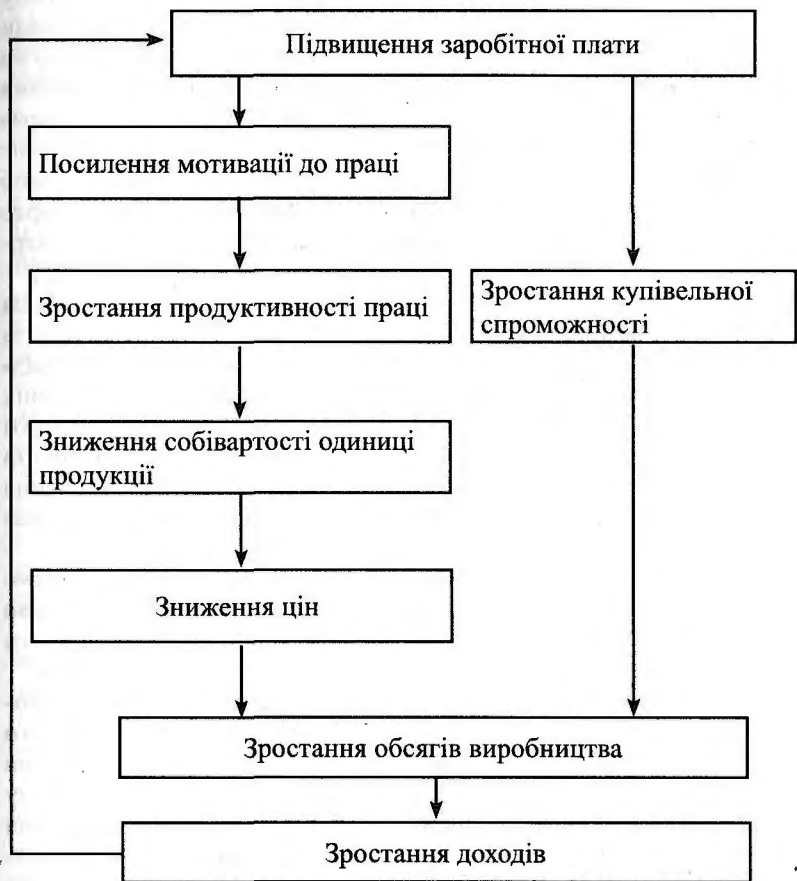 Підвищення заробітної плати
Посилення мотивації до праці
Зростання продуктивності праці
Зростання купівельної
спроможності
Зниження собівартості одиниці
продукції
Зниження цін
Зростання обсягів виробництва
Зростання доходів